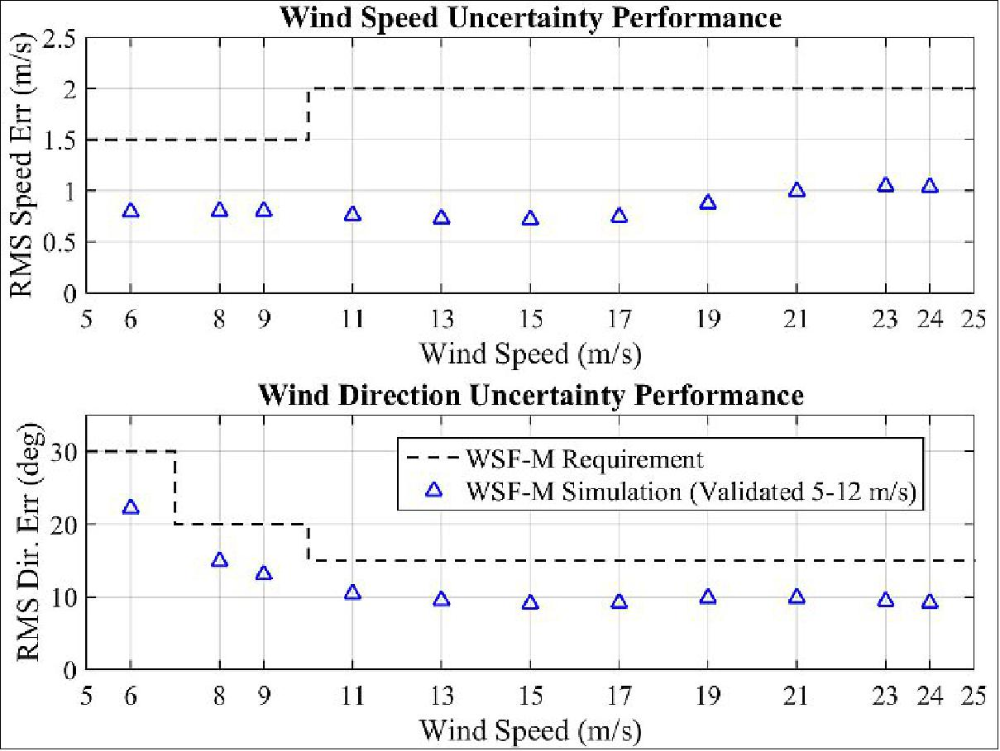 Wind Speed Uncertainty Performance
RMS Speed Err (m/s)
2.5
2
1.5
1
0.5
0
5 6 8 9 11 13 15 17 19 21 23 24 25
Wind Speed (m/s)
Wind Direction Uncertainty Performance
RMS Dir. Err (deg)
30
20
10
0
WSF-M Requirement
WSF-M Simulation (Validated 5-12 m/s)
5 6 8 9 11 13 15 17 19 21 23 24 25
Wind Speed (m/s)